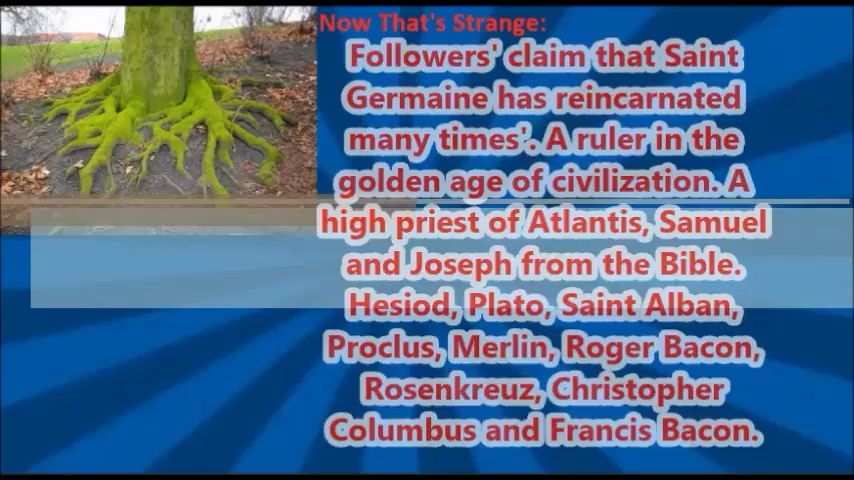 Now That's Strange:
Followers' claim that Saint
Germaine has reincarnated
many times'. A ruler in the
golden age of civilization. A
high priest of Atlantis, Samuel
and Joseph from the Bible.
Hesiod, Plato, Saint Alban,
Proclus, Merlin, Roger Bacon,
Rosenkreuz, Christopher
Columbus and Francis Bacon.